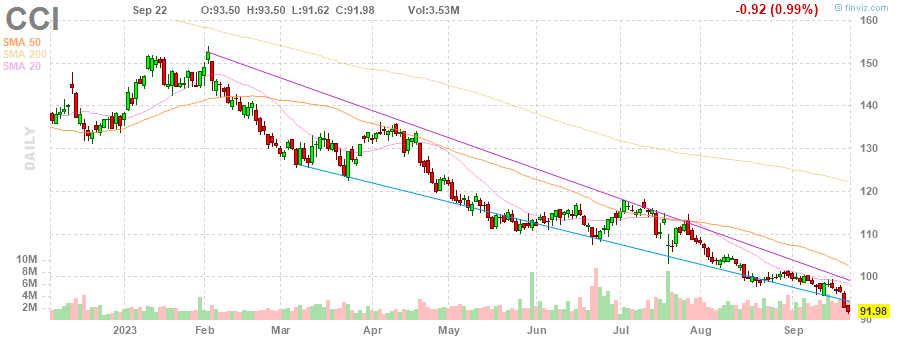 CCI
Sep 22 O:93.50 H:93.50 L:91.62 C:91.98 Vol:3.53M -0.92 (0.99%)
finviz.com
SMA 50
SMA 200
SMA 20
DAILY
160
150
140
130
120
110
100
91.98
90
10M
8M
6M
4M
2M
2023 Feb Mar Apr May Jun Jul Aug Sep